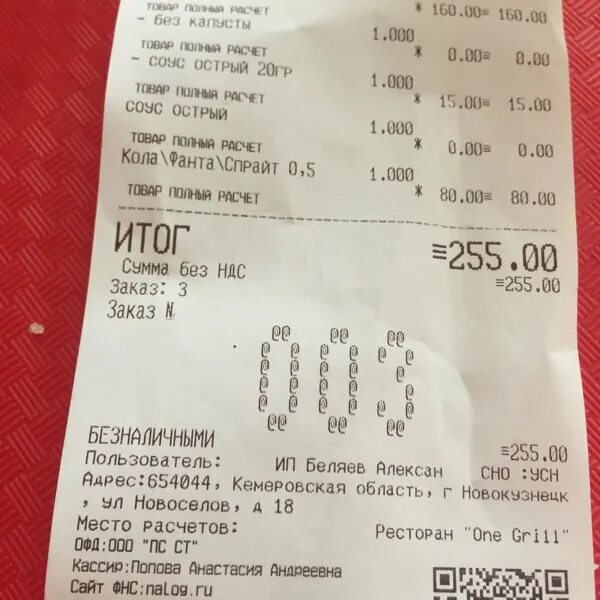 ТОВАР ПОЛНЫЙ РАСЧЕТ * 160.00= 160.00
- без капусты
1.000 * 0.00= 0.00
ТОВАР ПОЛНЫЙ РАСЧЕТ
- СОУС ОСТРЫЙ 20ГР
1.000 * 15.00= 15.00
ТОВАР ПОЛНЫЙ РАСЧЕТ
СОУС ОСТРЫЙ
1.000 * 0.00= 0.00
ТОВАР ПОЛНЫЙ РАСЧЕТ
Кола\Фанта\Спрайт 0,5
1.000 * 80.00= 80.00
ТОВАР ПОЛНЫЙ РАСЧЕТ
ИТОГ =255.00
Сумма без НДС =255.00
Заказ: 3
Заказ №
003
БЕЗНАЛИЧНЫМИ =255.00
Пользователь: ИП Беляев Алексан СНО :УСН
Адрес:654044, Кемеровская область, г Новокузнецк
, ул Новоселов, д 18
Место расчетов: Ресторан "One Grill"
ОФД:ООО "ПС СТ"
Кассир:Попова Анастасия Андреевна
Сайт ФНС:nalog.ru